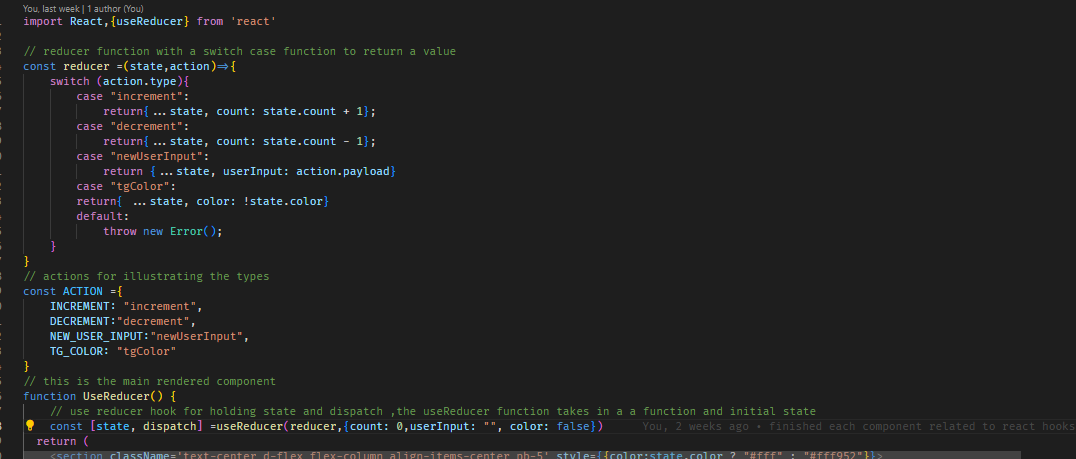 You, last week | 1 author (You)
import React,{useReducer} from 'react'
// reducer function with a switch case function to return a value
const reducer =(state,action)=>{
switch (action.type){
case "increment":
return{ ...state, count: state.count + 1};
case "decrement":
return{ ...state, count: state.count - 1};
case "newUserInput":
return { ...state, userInput: action.payload}
case "tgColor":
return{ ...state, color: !state.color}
default:
throw new Error();
}
}
// actions for illustrating the types
const ACTION ={
INCREMENT: "increment",
DECREMENT:"decrement",
NEW_USER_INPUT:"newUserInput",
TG_COLOR: "tgColor"
}
// this is the main rendered component
function UseReducer() {
// use reducer hook for holding state and dispatch ,the useReducer function takes in a a function and initial state
const [state, dispatch] =useReducer(reducer,{count: 0,userInput: "", color: false}) You, 2 weeks ago • finished each component related to react hooks
return (
<section className='text-center d-flex flex-column align-items-center pb-5' style={{color:state.color ? "#fff" : "#fff952"}}>